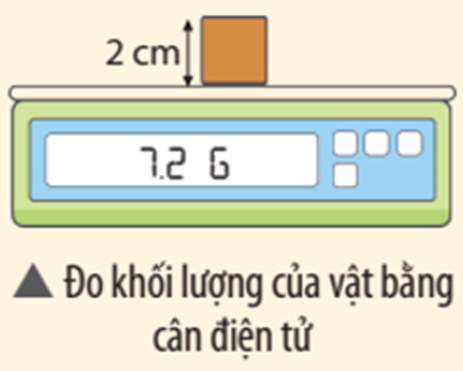 2 cm
7.2 G
▲ Đo khối lượng của vật bằng
cân điện tử